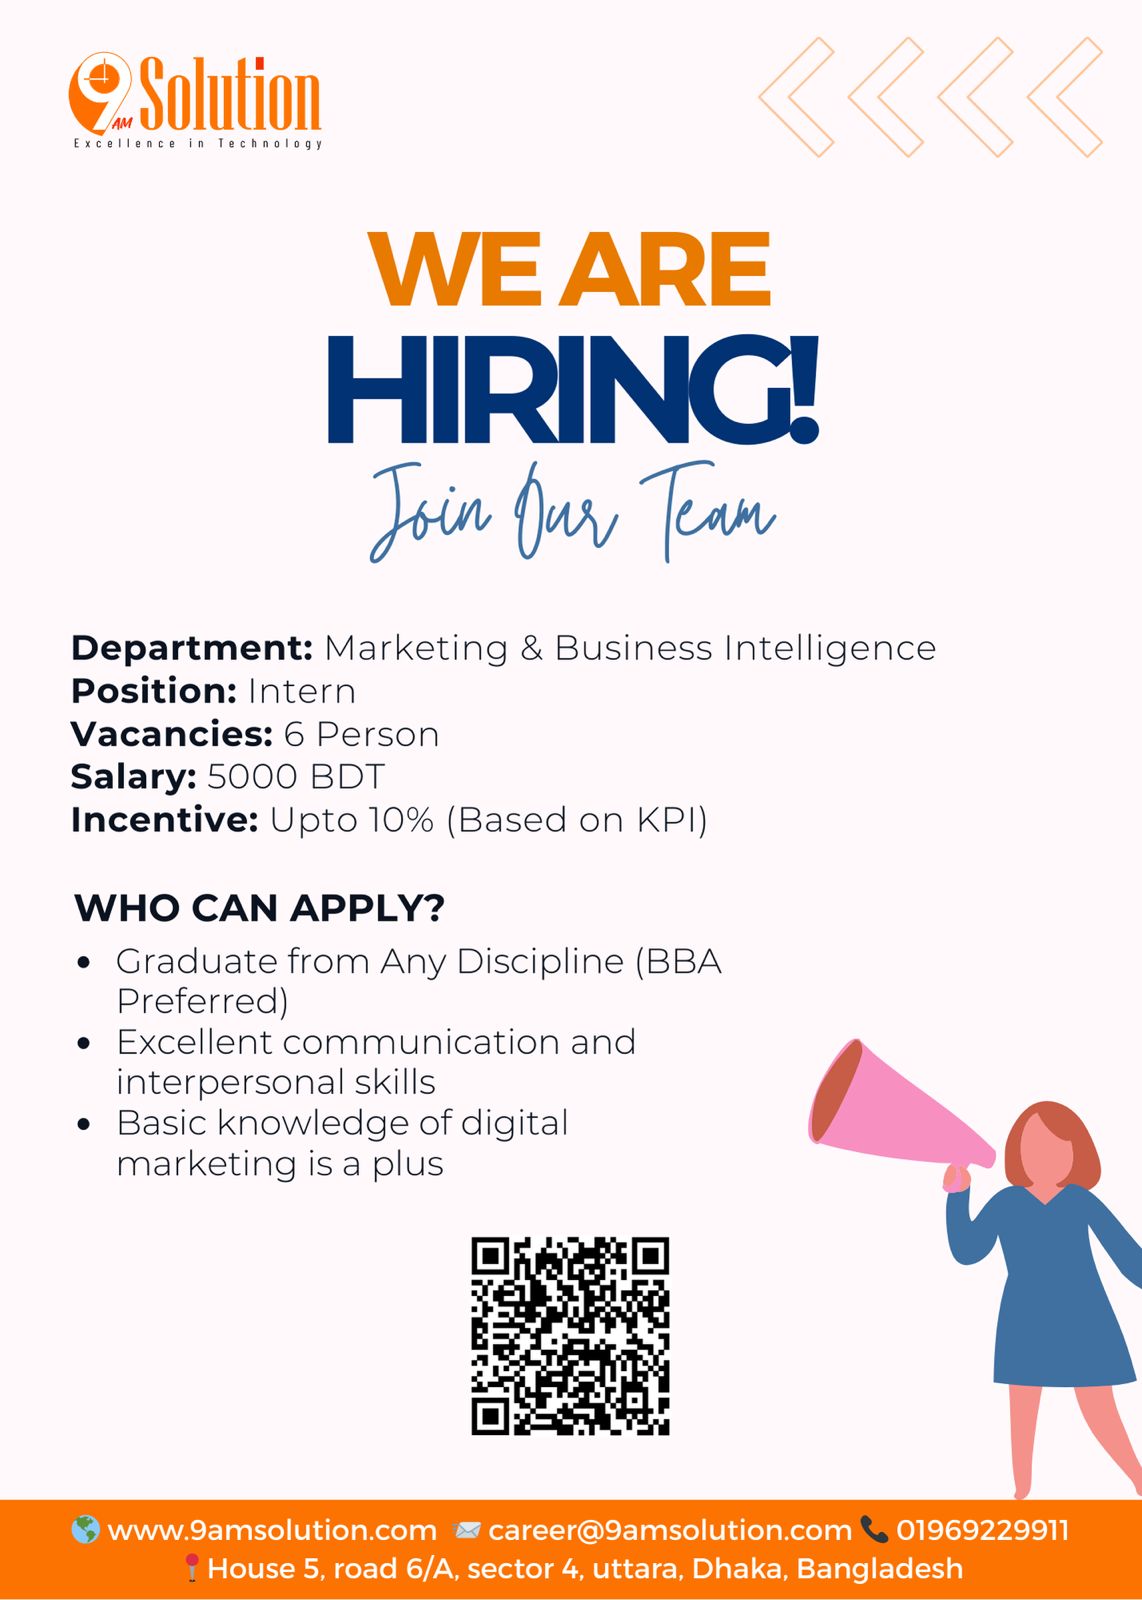 9 AM Solution
Excellence in Technology
WE ARE
HIRING!
Join Our Team
Department: Marketing & Business Intelligence
Position: Intern
Vacancies: 6 Person
Salary: 5000 BDT
Incentive: Upto 10% (Based on KPI)
WHO CAN APPLY?
• Graduate from Any Discipline (BBA
Preferred)
• Excellent communication and
interpersonal skills
• Basic knowledge of digital
marketing is a plus
www.9amsolution.com career@9amsolution.com 01969229911
House 5, road 6/A, sector 4, uttara, Dhaka, Bangladesh